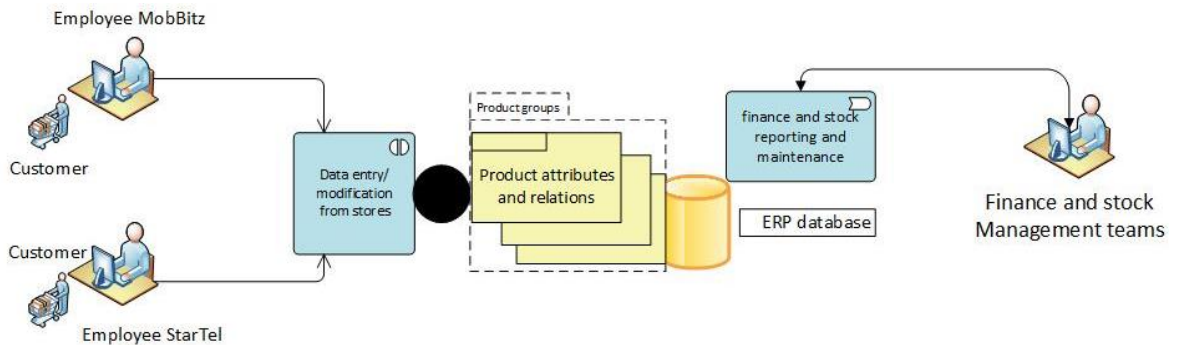 Employee MobBitz
Customer
Customer
Employee StarTel
Data entry/
modification
from stores
Product groups
Product attributes
and relations
finance and stock
reporting and
maintenance
ERP database
Finance and stock
Management teams